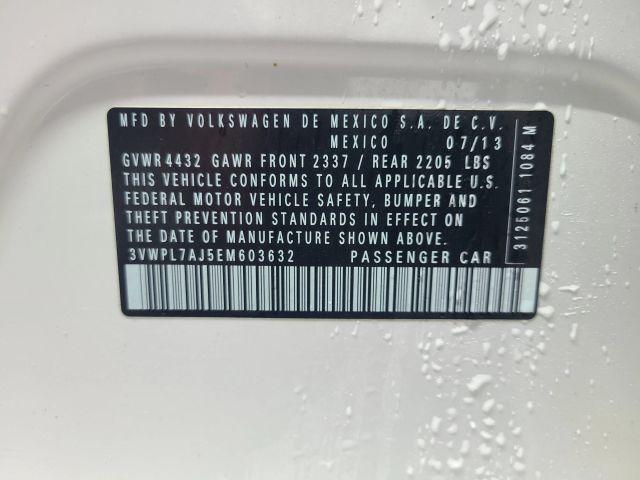 MFD BY VOLKSWAGEN DE MEXICO S.A. DE C.V.
MEXICO 07/13
GVWR 4432 GAWR FRONT 2337 / REAR 2205 LBS
THIS VEHICLE CONFORMS TO ALL APPLICABLE U.S.
FEDERAL MOTOR VEHICLE SAFETY, BUMPER AND
THEFT PREVENTION STANDARDS IN EFFECT ON
THE DATE OF MANUFACTURE SHOWN ABOVE
3VWPL7AJ5EM603632 PASSENGER CAR
3125061 1084 M